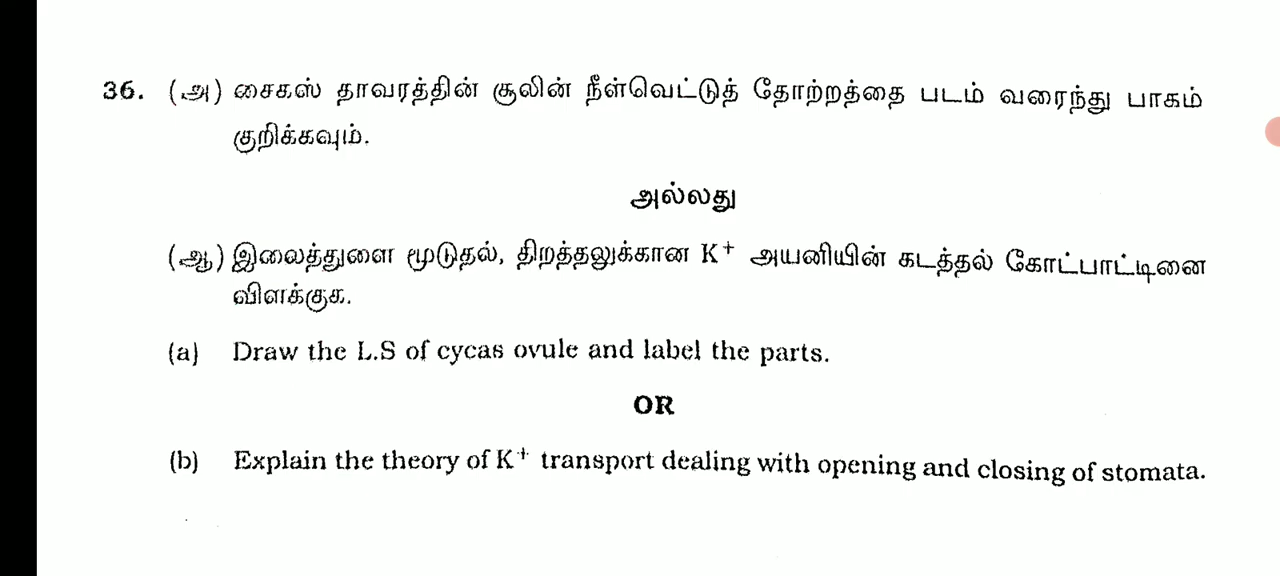 36. (அ) சைகஸ் தாவரத்தின் சூலின் நீள்வெட்டுத் தோற்றத்தை படம் வரைந்து பாகம்
குறிக்கவும்.
அல்லது
(ஆ) இலைத்துளை மூடுதல், திறத்தலுக்கான K⁺ அயனியின் கடத்தல் கோட்பாட்டினை
விளக்குக.
(a) Draw the L.S of cycas ovule and label the parts.
OR
(b) Explain the theory of K⁺ transport dealing with opening and closing of stomata.